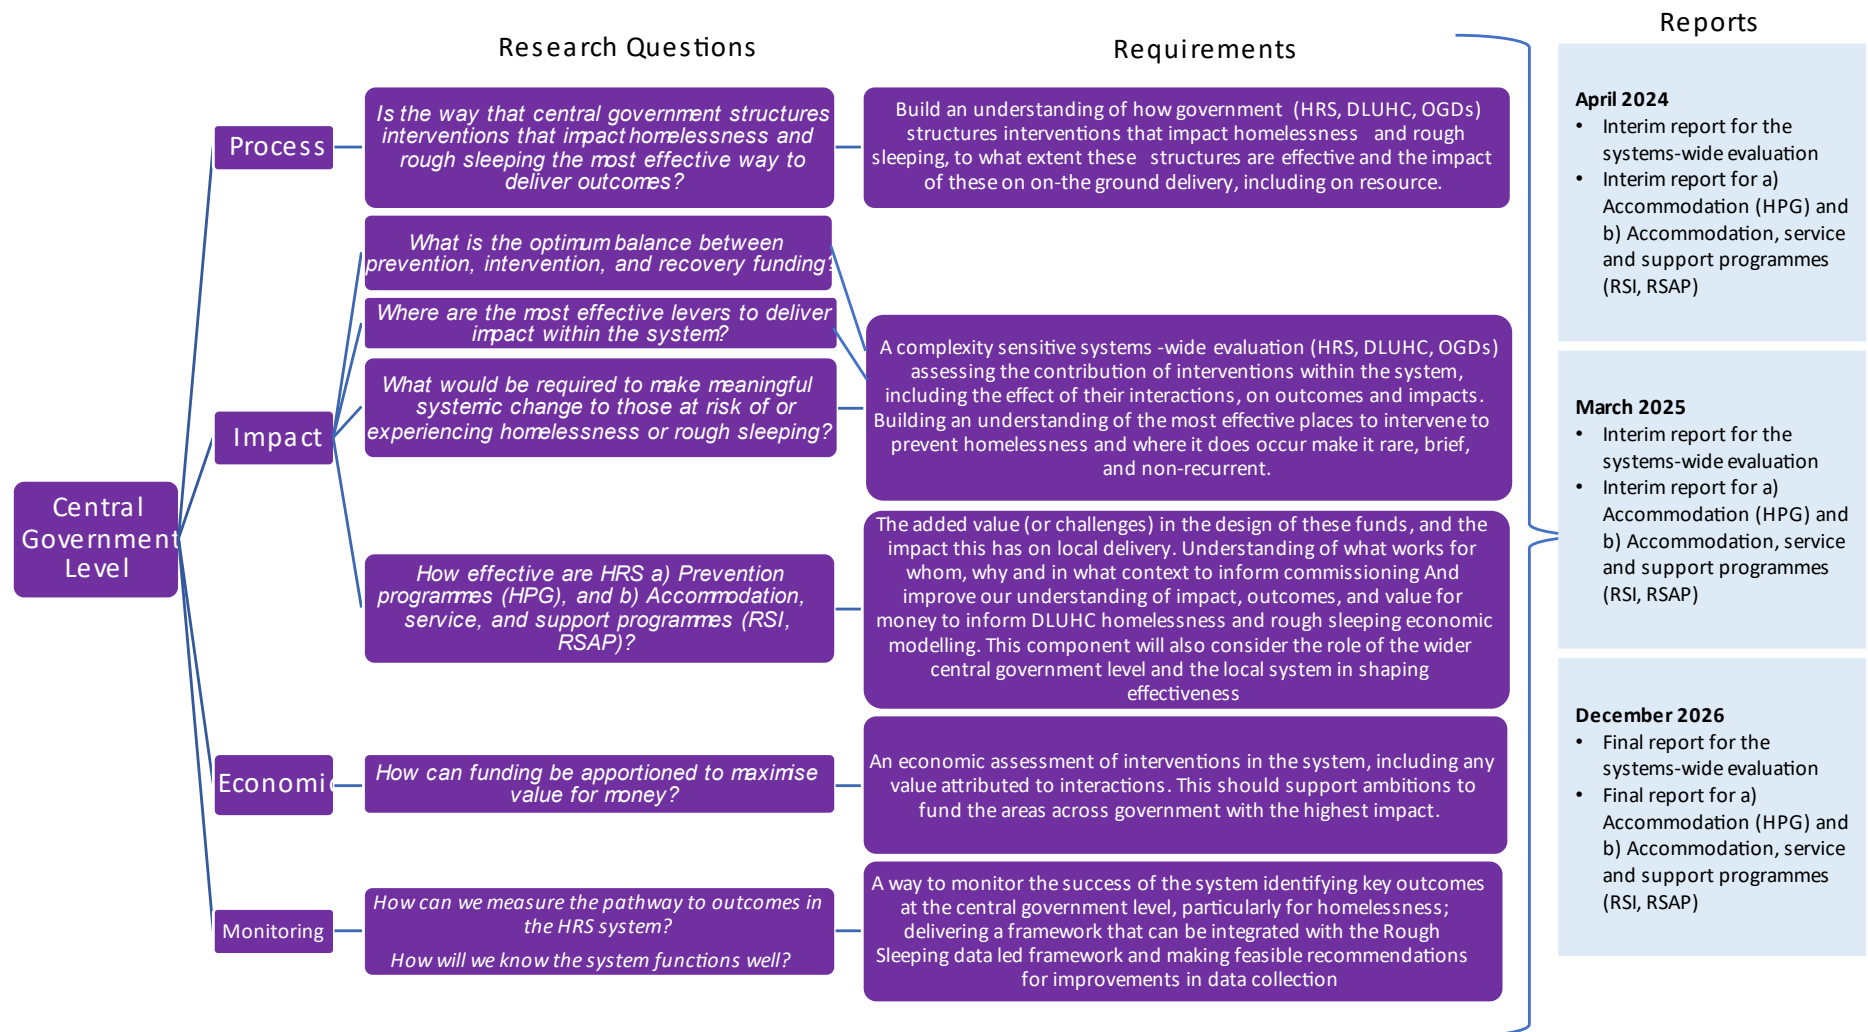 Research Questions
Requirements
Reports
Central
Government
Level
Process
Is the way that central government structures
interventions that impact homelessness and
rough sleeping the most effective way to
deliver outcomes?
Build an understanding of how government (HRS, DLUHC, OGDs)
structures interventions that impact homelessness and rough
sleeping, to what extent these structures are effective and the impact
of these on on-the ground delivery, including on resource.
Impact
What is the optimum balance between
prevention, intervention, and recovery funding?
Where are the most effective levers to deliver
impact within the system?
What would be required to make meaningful
systemic change to those at risk of or
experiencing homelessness or rough sleeping?
A complexity sensitive systems -wide evaluation (HRS, DLUHC, OGDs)
assessing the contribution of interventions within the system,
including the effect of their interactions, on outcomes and impacts.
Building an understanding of the most effective places to intervene to
prevent homelessness and where it does occur make it rare, brief,
and non-recurrent.
How effective are HRS a) Prevention
programmes (HPG), and b) Accommodation,
service, and support programmes (RSI,
RSAP)?
The added value (or challenges) in the design of these funds, and the
impact this has on local delivery. Understanding of what works for
whom, why and in what context to inform commissioning And
improve our understanding of impact, outcomes, and value for
money to inform DLUHC homelessness and rough sleeping economic
modelling. This component will also consider the role of the wider
central government level and the local system in shaping
effectiveness
Economic
How can funding be apportioned to maximise
value for money?
An economic assessment of interventions in the system, including any
value attributed to interactions. This should support ambitions to
fund the areas across government with the highest impact.
Monitoring
How can we measure the pathway to outcomes in
the HRS system?
How will we know the system functions well?
A way to monitor the success of the system identifying key outcomes
at the central government level, particularly for homelessness;
delivering a framework that can be integrated with the Rough
Sleeping data led framework and making feasible recommendations
for improvements in data collection
April 2024
• Interim report for the
systems-wide evaluation
• Interim report for a)
Accommodation (HPG) and
b) Accommodation, service
and support programmes
(RSI, RSAP)
March 2025
• Interim report for the
systems-wide evaluation
• Interim report for a)
Accommodation (HPG) and
b) Accommodation, service
and support programmes
(RSI, RSAP)
December 2026
• Final report for the
systems-wide evaluation
• Final report for a)
Accommodation (HPG) and
b) Accommodation, service
and support programmes
(RSI, RSAP)